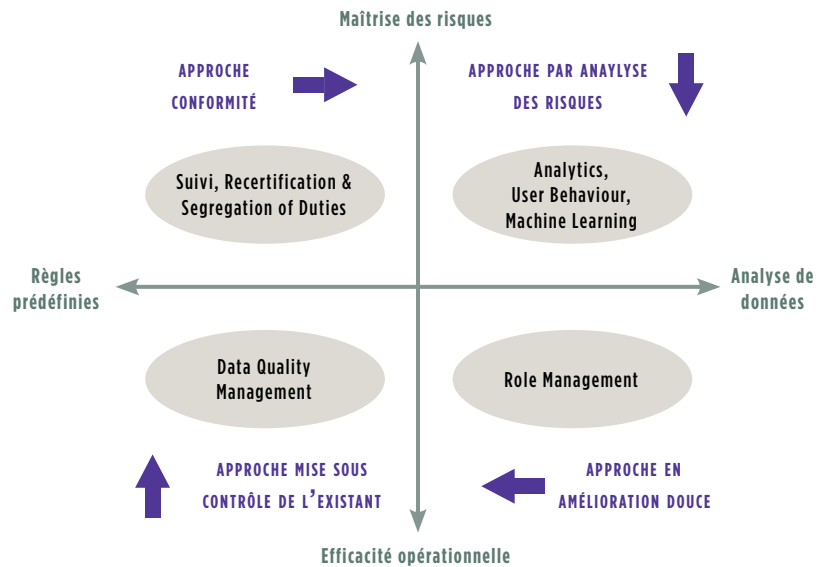 Maîtrise des risques
APPROCHE
CONFORMITÉ
APPROCHE PAR ANAYLYSE
DES RISQUES
Suivi, Recertification &
Segregation of Duties
Analytics,
User Behaviour,
Machine Learning
Règles
prédéfinies
Analyse de
données
Data Quality
Management
Role Management
APPROCHE MISE SOUS
CONTRÔLE DE L'EXISTANT
APPROCHE EN
AMÉLIORATION DOUCE
Efficacité opérationnelle